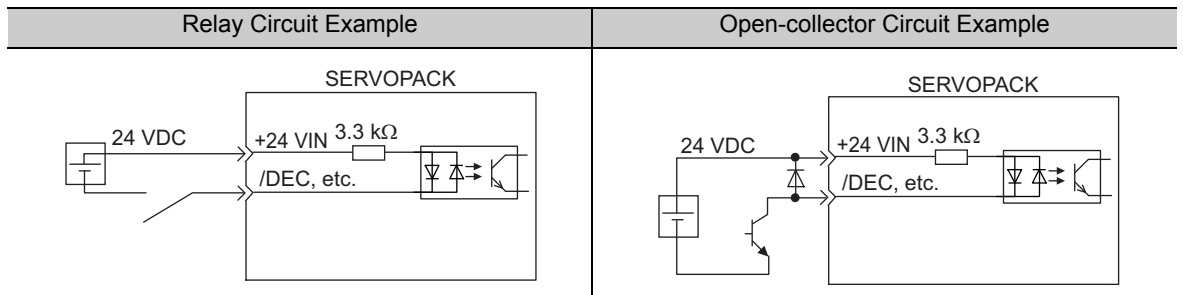 Relay Circuit Example
Open-collector Circuit Example
SERVOPACK
24 VDC
+24 VIN 3.3 kΩ
/DEC, etc.
SERVOPACK
24 VDC
+24 VIN 3.3 kΩ
/DEC, etc.